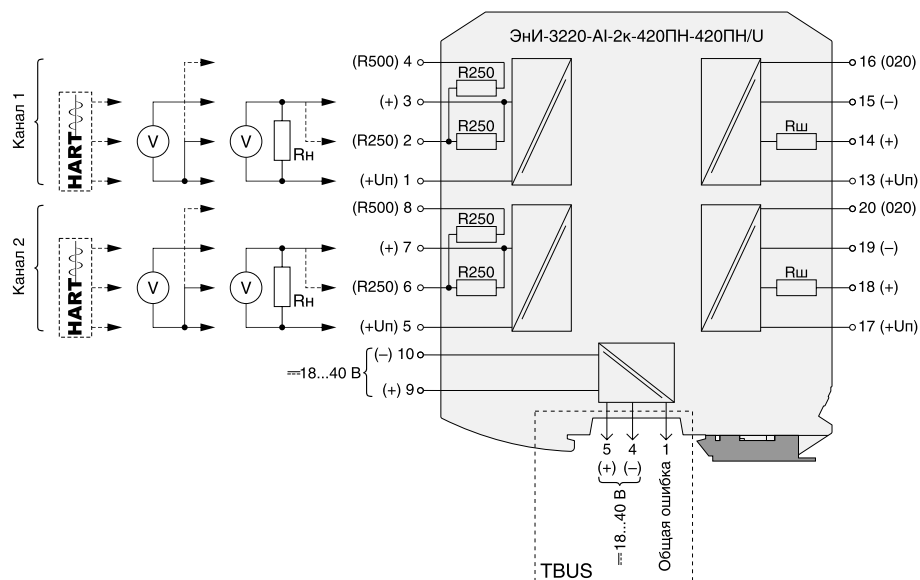 ЭнИ-3220-AI-2к-420ПН-420ПН/U
Канал 1
HART
V
V
Rн
(R500) 4
(+) 3
(R250) 2
(+Uп) 1
R250
R250
Rш
16 (020)
15 (–)
14 (+)
13 (+Uп)
Канал 2
HART
V
V
Rн
(R500) 8
(+) 7
(R250) 6
(+Uп) 5
R250
R250
Rш
20 (020)
19 (–)
18 (+)
17 (+Uп)
(–) 10
(+) 9
⎓18...40 В
5 4 1
(+) (–)
⎓18...40 В
Общая ошибка
TBUS